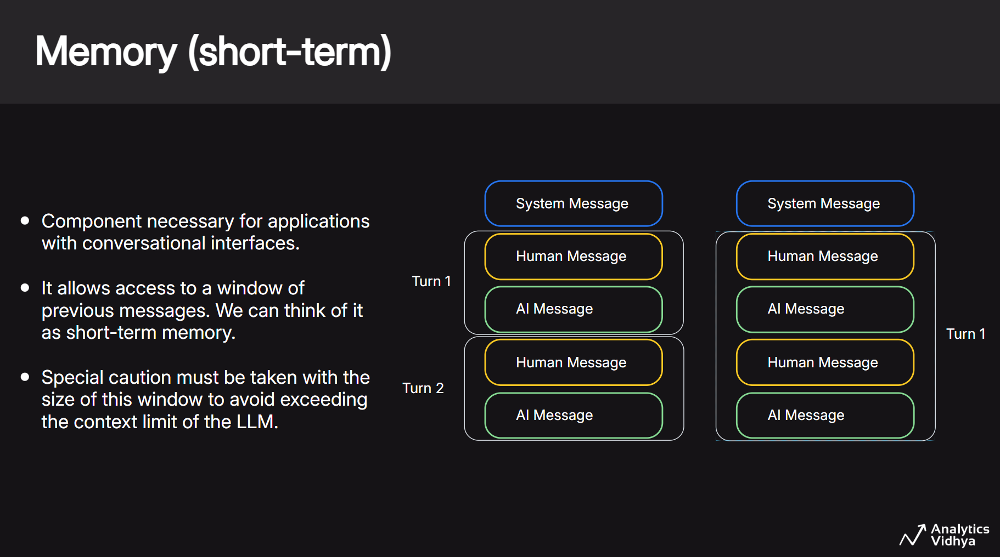 Memory (short-term)
● Component necessary for applications
with conversational interfaces.
● It allows access to a window of
previous messages. We can think of it
as short-term memory.
● Special caution must be taken with the
size of this window to avoid exceeding
the context limit of the LLM.
System Message
Turn 1
Human Message
AI Message
Turn 2
Human Message
AI Message
System Message
Human Message
AI Message
Turn 1
Human Message
AI Message
Analytics
Vidhya